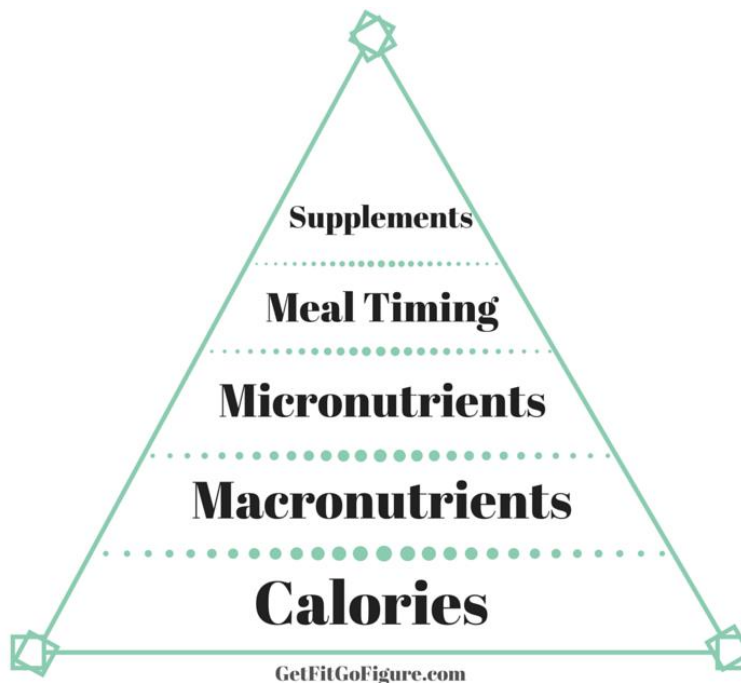 Supplements
Meal Timing
Micronutrients
Macronutrients
Calories
GetFitGoFigure.com